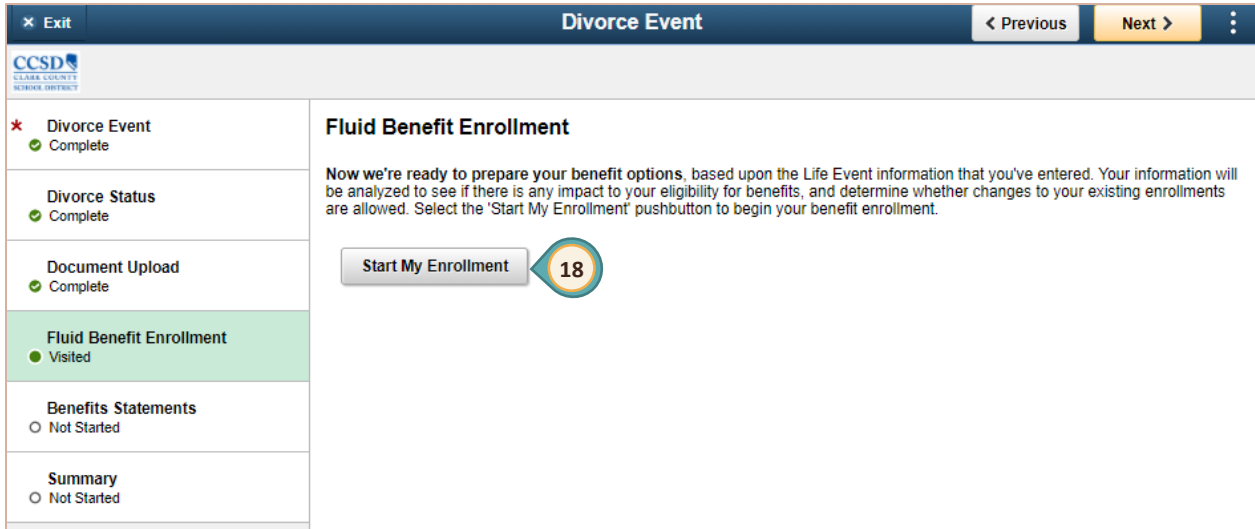 × Exit
Divorce Event
< Previous
Next >
CCSD
CLARK COUNTY
SCHOOL DISTRICT
* Divorce Event
Complete
Divorce Status
Complete
Document Upload
Complete
Fluid Benefit Enrollment
Visited
Benefits Statements
Not Started
Summary
Not Started
Fluid Benefit Enrollment
Now we're ready to prepare your benefit options, based upon the Life Event information that you've entered. Your information will
be analyzed to see if there is any impact to your eligibility for benefits, and determine whether changes to your existing enrollments
are allowed. Select the 'Start My Enrollment' pushbutton to begin your benefit enrollment.
Start My Enrollment
18